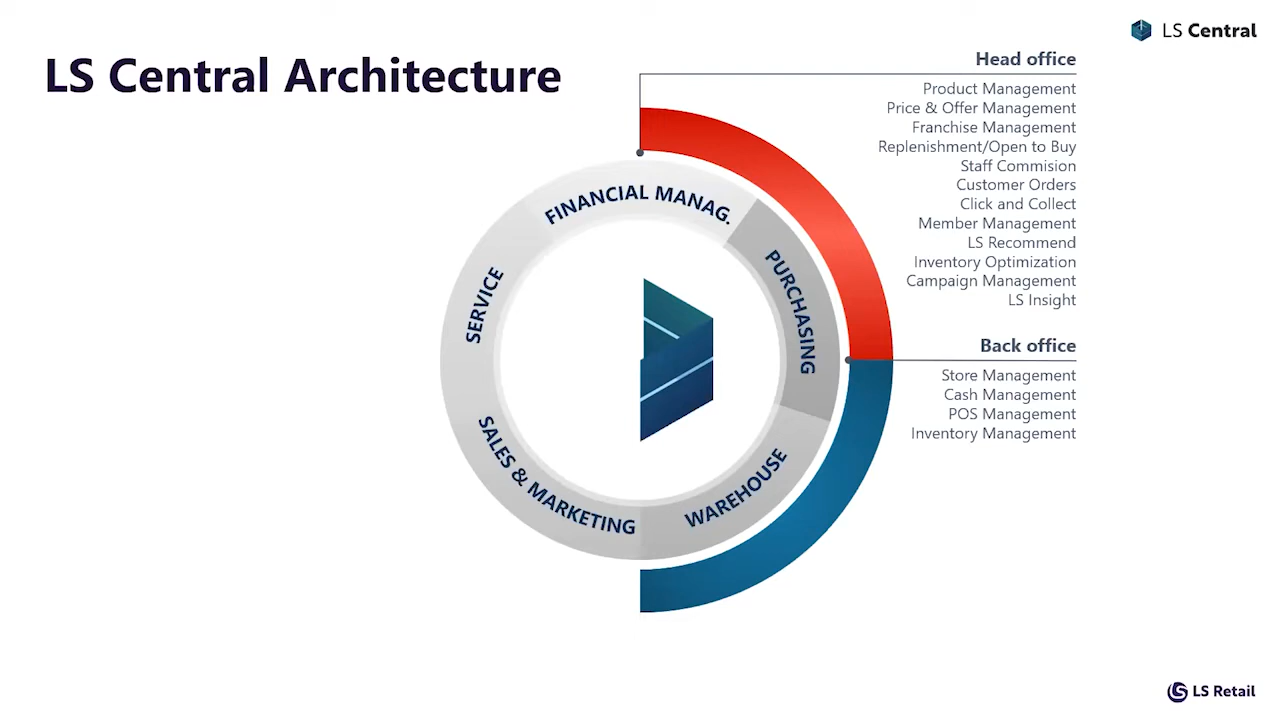 LS Central
LS Central Architecture
Head office
Product Management
Price & Offer Management
Franchise Management
Replenishment/Open to Buy
Staff Commision
Customer Orders
Click and Collect
Member Management
LS Recommend
Inventory Optimization
Campaign Management
LS Insight
Back office
Store Management
Cash Management
POS Management
Inventory Management
FINANCIAL MANAG.
PURCHASING
WAREHOUSE
SALES & MARKETING
SERVICE
LS Retail